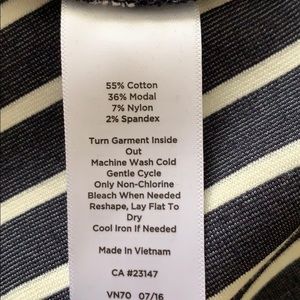 55% Cotton
36% Modal
7% Nylon
2% Spandex
Turn Garment Inside
Out
Machine Wash Cold
Gentle Cycle
Only Non-Chlorine
Bleach When Needed
Reshape, Lay Flat To
Dry
Cool Iron If Needed
Made In Vietnam
CA #23147
VN70 07/16